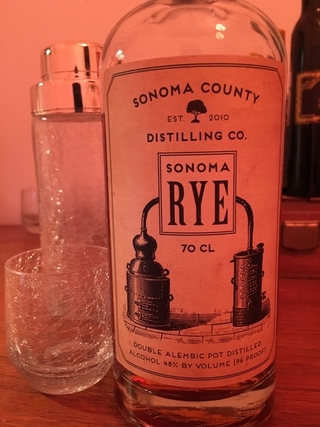 SONOMA COUNTY
EST. 2010
DISTILLING CO.
SONOMA
RYE
70 CL
DOUBLE ALEMBIC POT DISTILLED
ALCOHOL 48% BY VOLUME (96 PROOF)